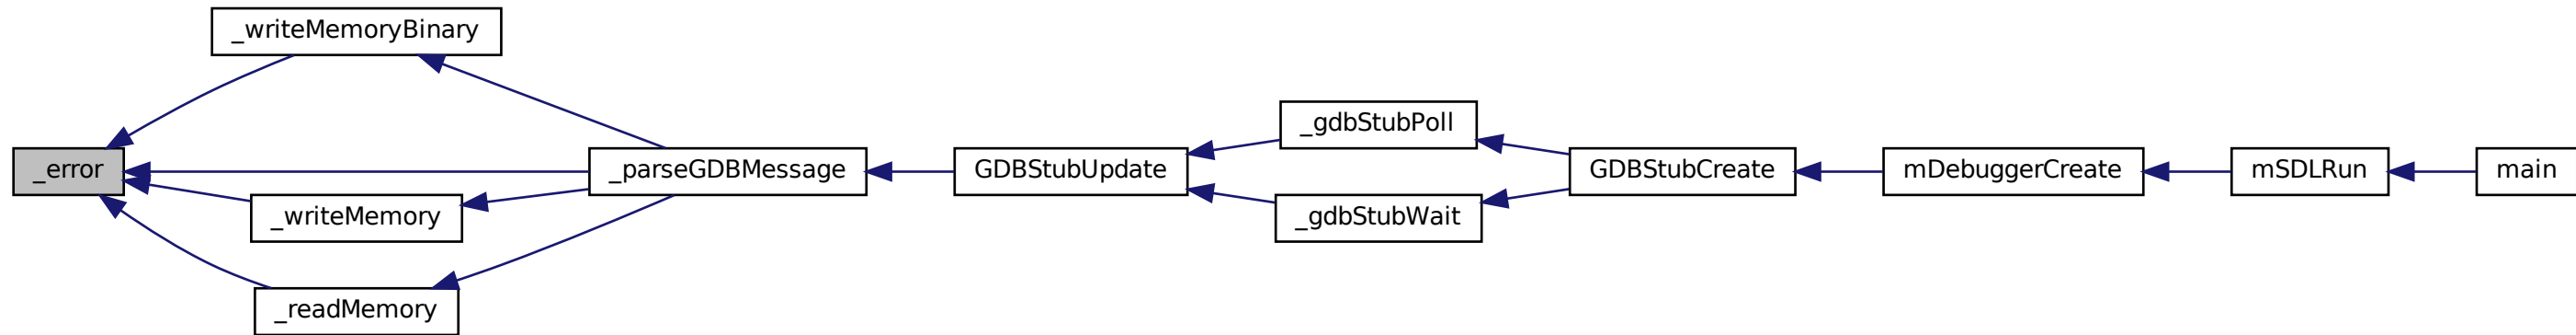 _writeMemoryBinary
_gdbStubPoll
_error
_parseGDBMessage
GDBStubUpdate
GDBStubCreate
mDebuggerCreate
mSDLRun
main
_writeMemory
_gdbStubWait
_readMemory